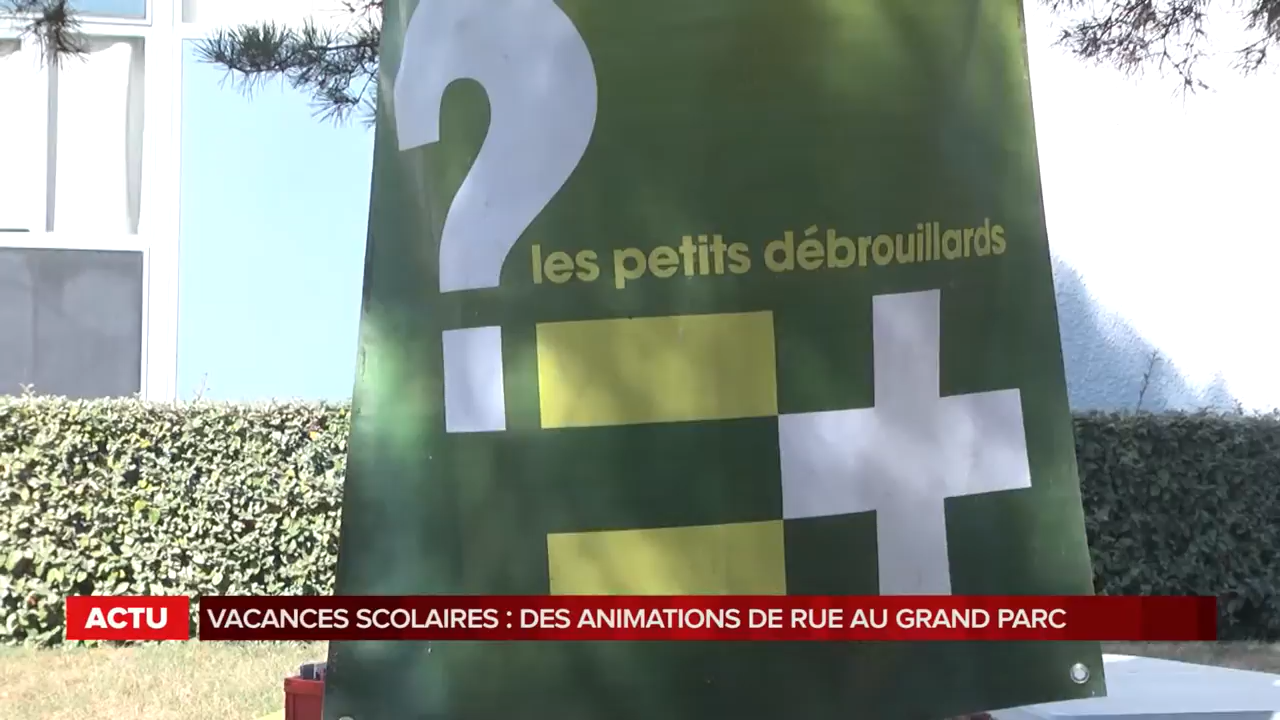 ?
les petits débrouillards
=+
ACTU
VACANCES SCOLAIRES : DES ANIMATIONS DE RUE AU GRAND PARC